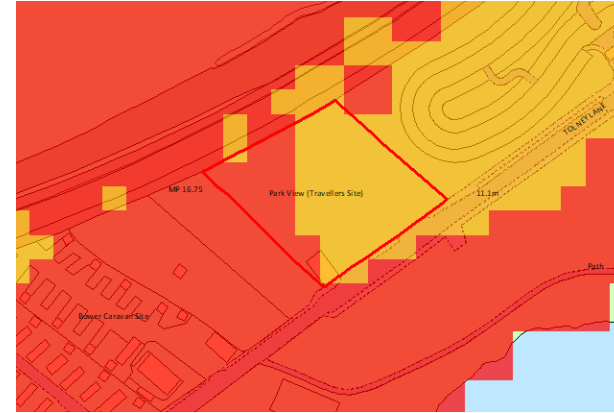 TOLNEY LANE
MP 16.75
Park View (Travellers Site)
11.1m
Path
Bower Caravan Site